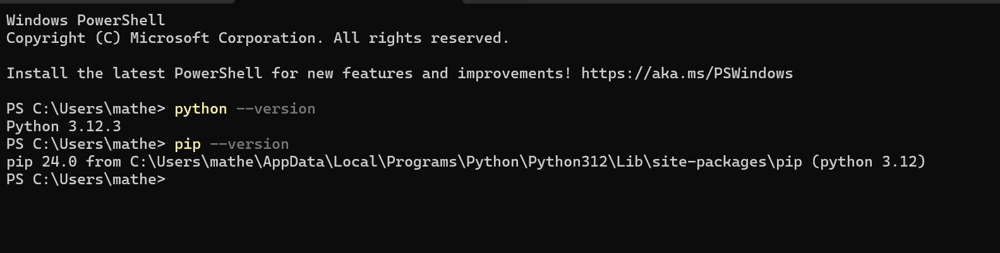 Windows PowerShell
Copyright (C) Microsoft Corporation. All rights reserved.
Install the latest PowerShell for new features and improvements! https://aka.ms/PSWindows
PS C:\Users\mathe> python --version
Python 3.12.3
PS C:\Users\mathe> pip --version
pip 24.0 from C:\Users\mathe\AppData\Local\Programs\Python\Python312\Lib\site-packages\pip (python 3.12)
PS C:\Users\mathe>